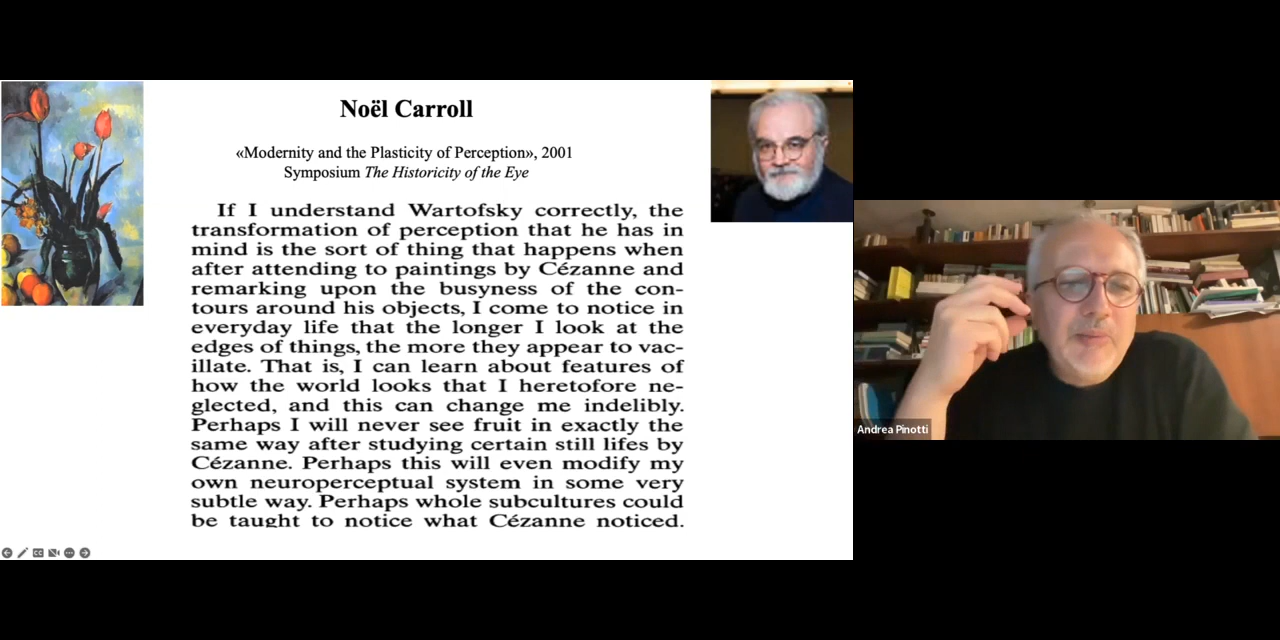 Noël Carroll
«Modernity and the Plasticity of Perception», 2001
Symposium The Historicity of the Eye
If I understand Wartofsky correctly, the
transformation of perception that he has in
mind is the sort of thing that happens when
after attending to paintings by Cézanne and
remarking upon the busyness of the con-
tours around his objects, I come to notice in
everyday life that the longer I look at the
edges of things, the more they appear to vac-
illate. That is, I can learn about features of
how the world looks that I heretofore ne-
glected, and this can change me indelibly.
Perhaps I will never see fruit in exactly the
same way after studying certain still lifes by
Cézanne. Perhaps this will even modify my
own neuroperceptual system in some very
subtle way. Perhaps whole subcultures could
be taught to notice what Cézanne noticed.
Andrea Pinotti